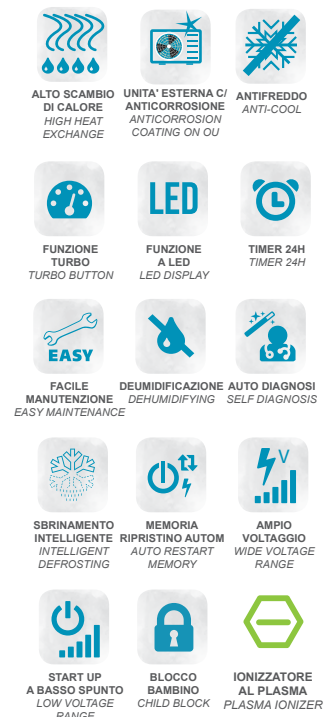 ALTO SCAMBIO
DI CALORE
HIGH HEAT
EXCHANGE
UNITA' ESTERNA C/
ANTICORROSIONE
ANTICORROSION
COATING ON OU
ANTIFREDDO
ANTI-COOL
LED
FUNZIONE
TURBO
TURBO BUTTON
FUNZIONE
A LED
LED DISPLAY
TIMER 24H
TIMER 24H
EASY
FACILE
MANUTENZIONE
EASY MAINTENANCE
DEUMIDIFICAZIONE
DEHUMIDIFYING
AUTO DIAGNOSI
SELF DIAGNOSIS
V
SBRINAMENTO
INTELLIGENTE
INTELLIGENT
DEFROSTING
MEMORIA
RIPRISTINO AUTOM
AUTO RESTART
MEMORY
AMPIO
VOLTAGGIO
WIDE VOLTAGE
RANGE
START UP
A BASSO SPUNTO
LOW VOLTAGE
RANGE
BLOCCO
BAMBINO
CHILD BLOCK
IONIZZATORE
AL PLASMA
PLASMA IONIZER